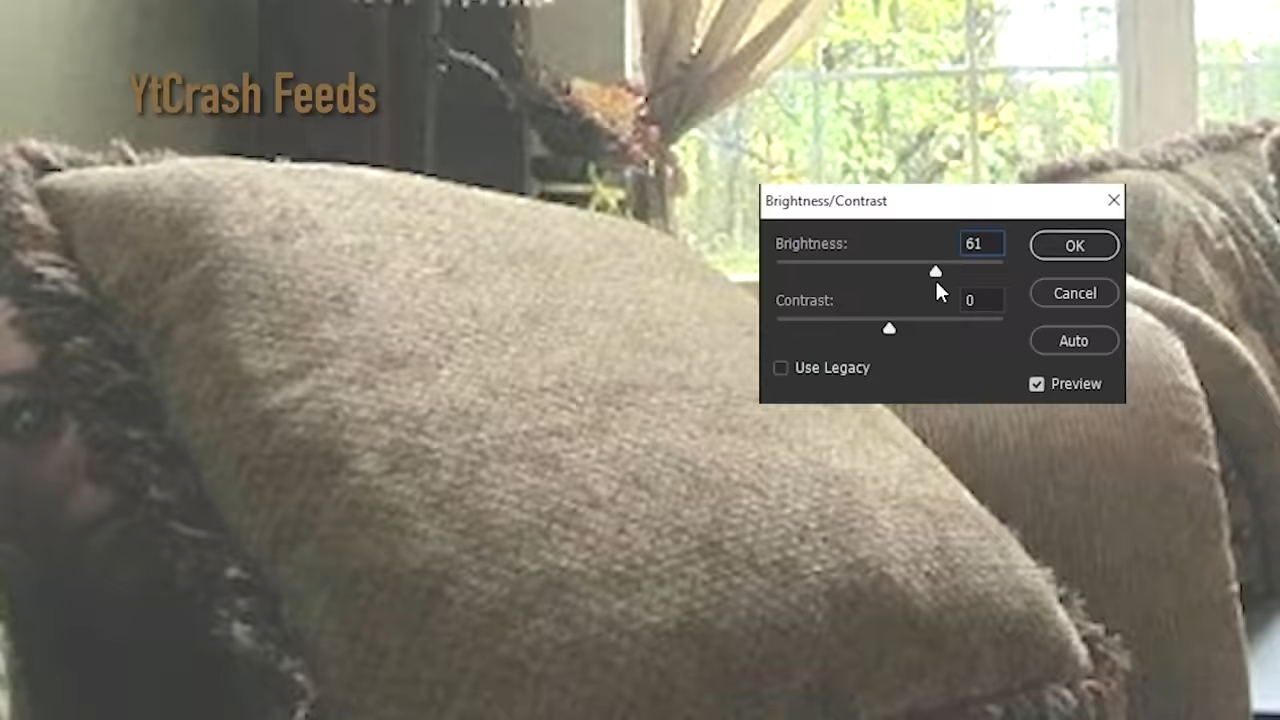 YtCrash Feeds
Brightness/Contrast
Brightness: 61
OK
Contrast: 0
Cancel
Auto
Use Legacy
Preview